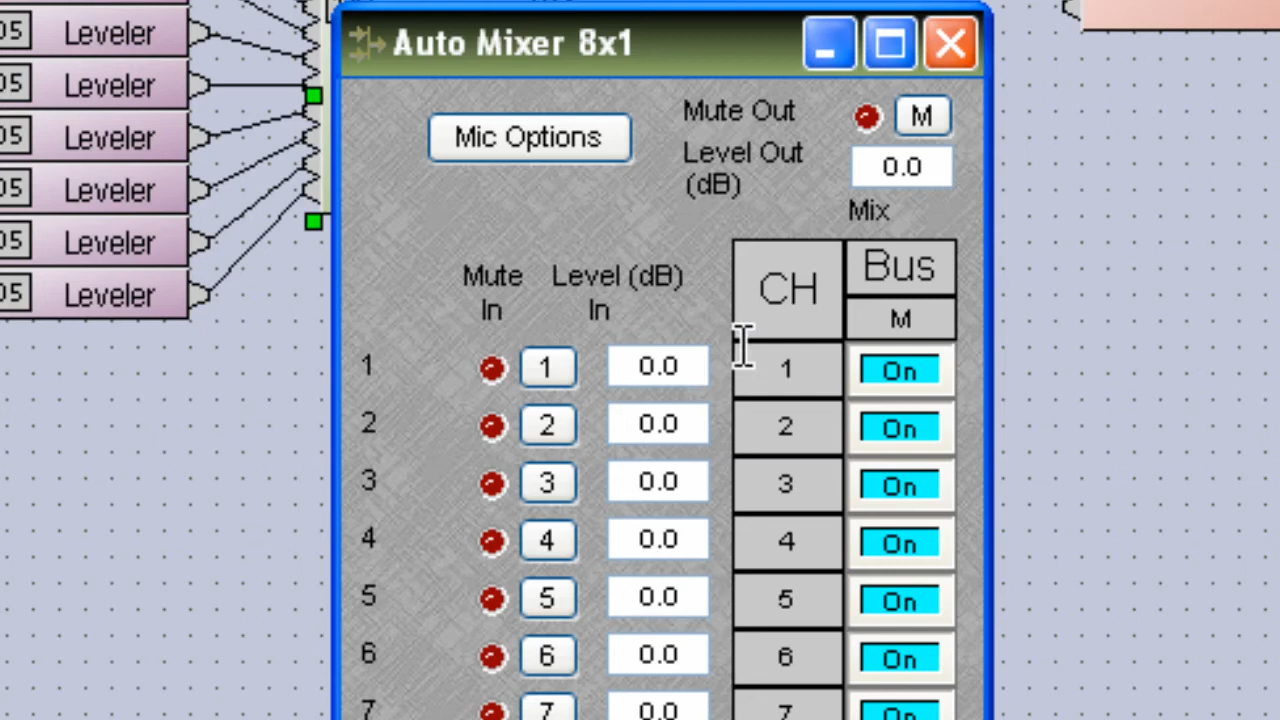 05 Leveler
05 Leveler
05 Leveler
05 Leveler
05 Leveler
05 Leveler
Auto Mixer 8x1
Mic Options
Mute Out M
Level Out
(dB) 0.0
Mix
Mute Level (dB)
In In
CH Bus
M
1 1 0.0 1 On
2 2 0.0 2 On
3 3 0.0 3 On
4 4 0.0 4 On
5 5 0.0 5 On
6 6 0.0 6 On
7 7 0.0 7 On